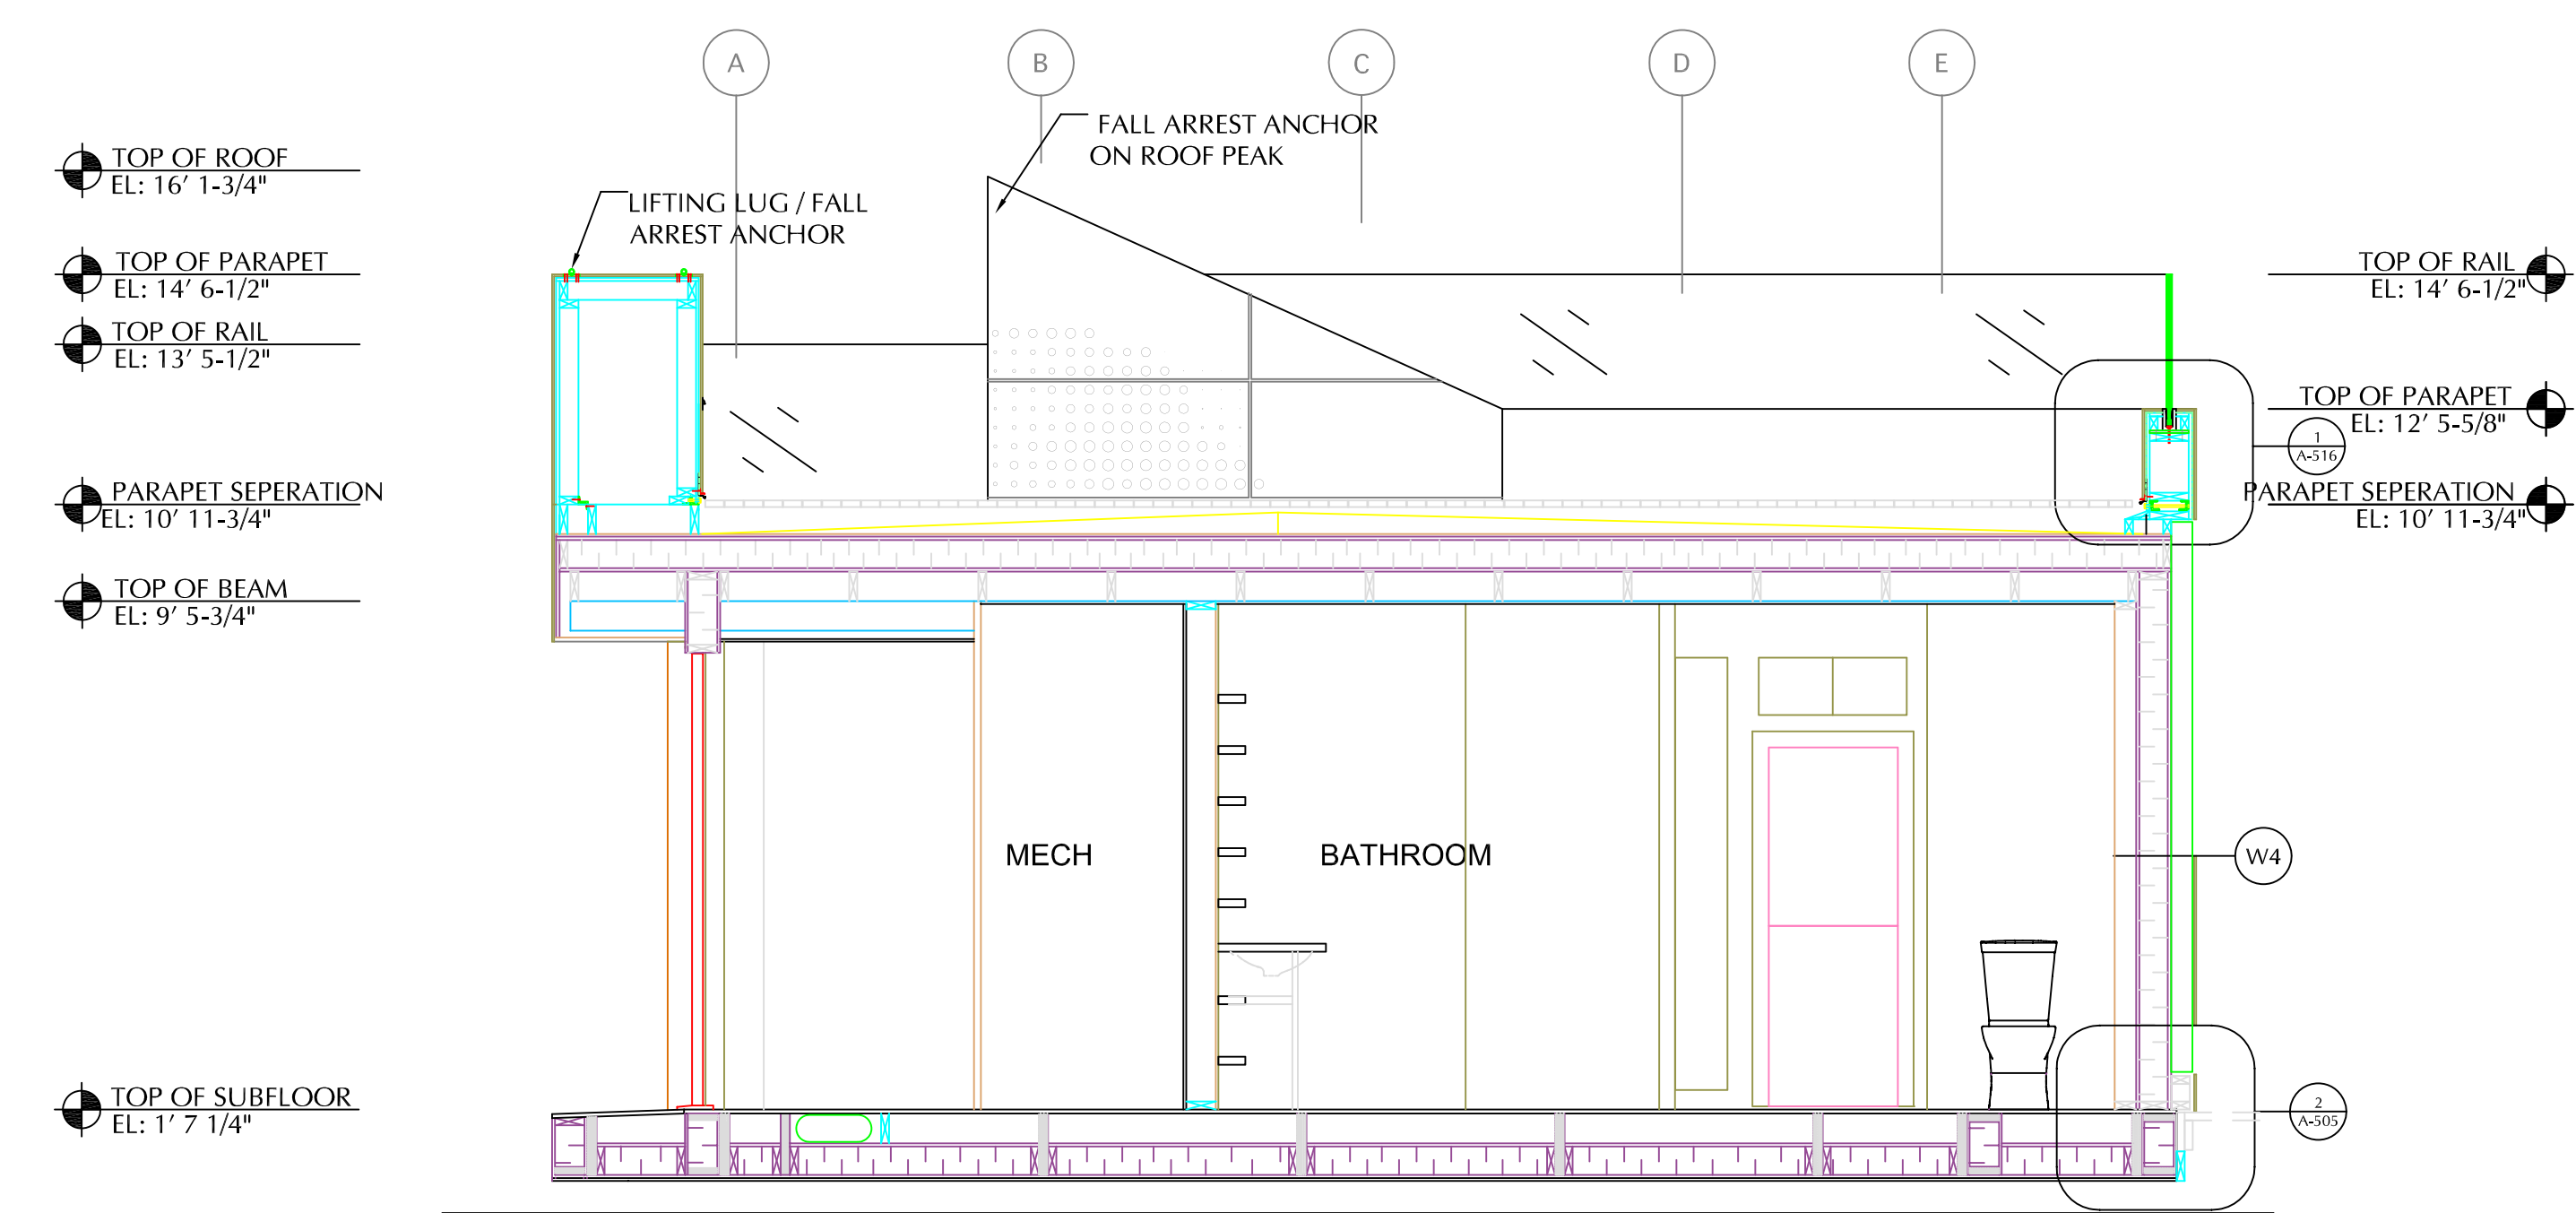 A
B
C
D
E
FALL ARREST ANCHOR
ON ROOF PEAK
LIFTING LUG / FALL
ARREST ANCHOR
TOP OF ROOF
EL: 16' 1-3/4"
TOP OF PARAPET
EL: 14' 6-1/2"
TOP OF RAIL
EL: 13' 5-1/2"
PARAPET SEPERATION
EL: 10' 11-3/4"
TOP OF BEAM
EL: 9' 5-3/4"
TOP OF SUBFLOOR
EL: 1' 7 1/4"
MECH
BATHROOM
TOP OF RAIL
EL: 14' 6-1/2"
TOP OF PARAPET
EL: 12' 5-5/8"
1
A-516
PARAPET SEPERATION
EL: 10' 11-3/4"
W4
2
A-505